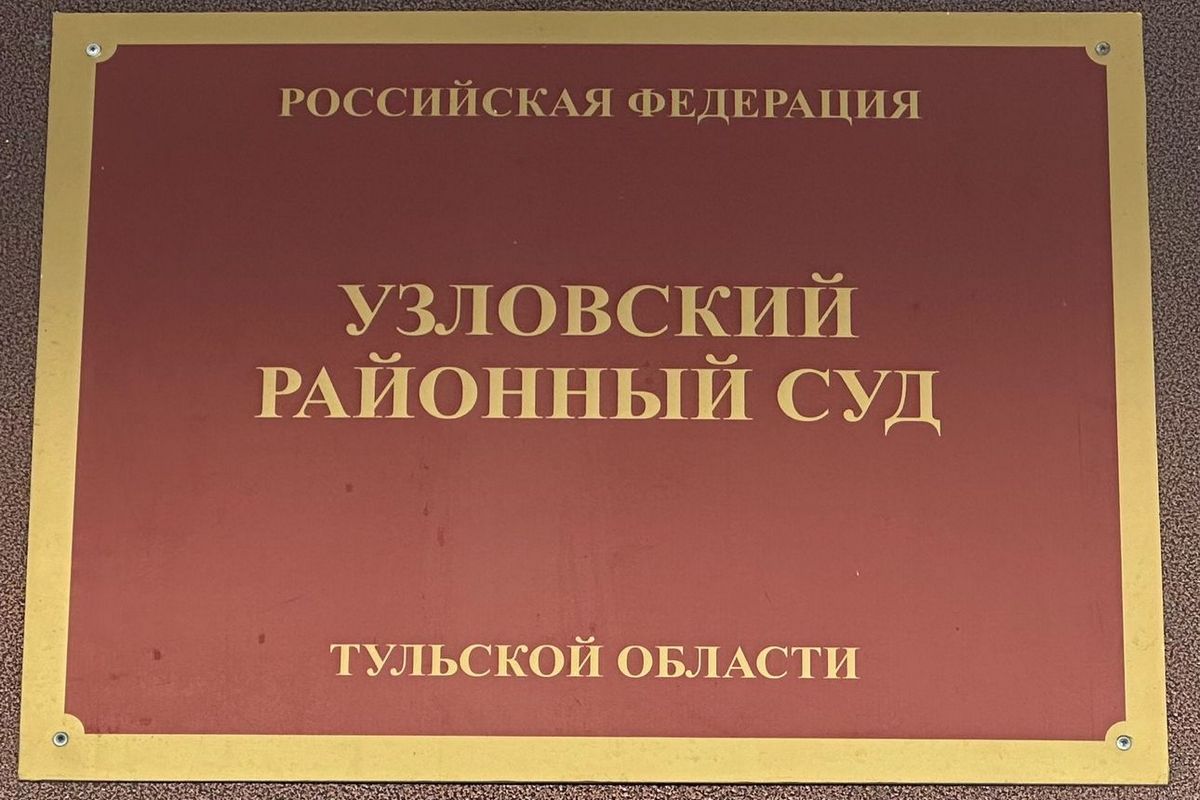 РОССИЙСКАЯ ФЕДЕРАЦИЯ
УЗЛОВСКИЙ
РАЙОННЫЙ СУД
ТУЛЬСКОЙ ОБЛАСТИ